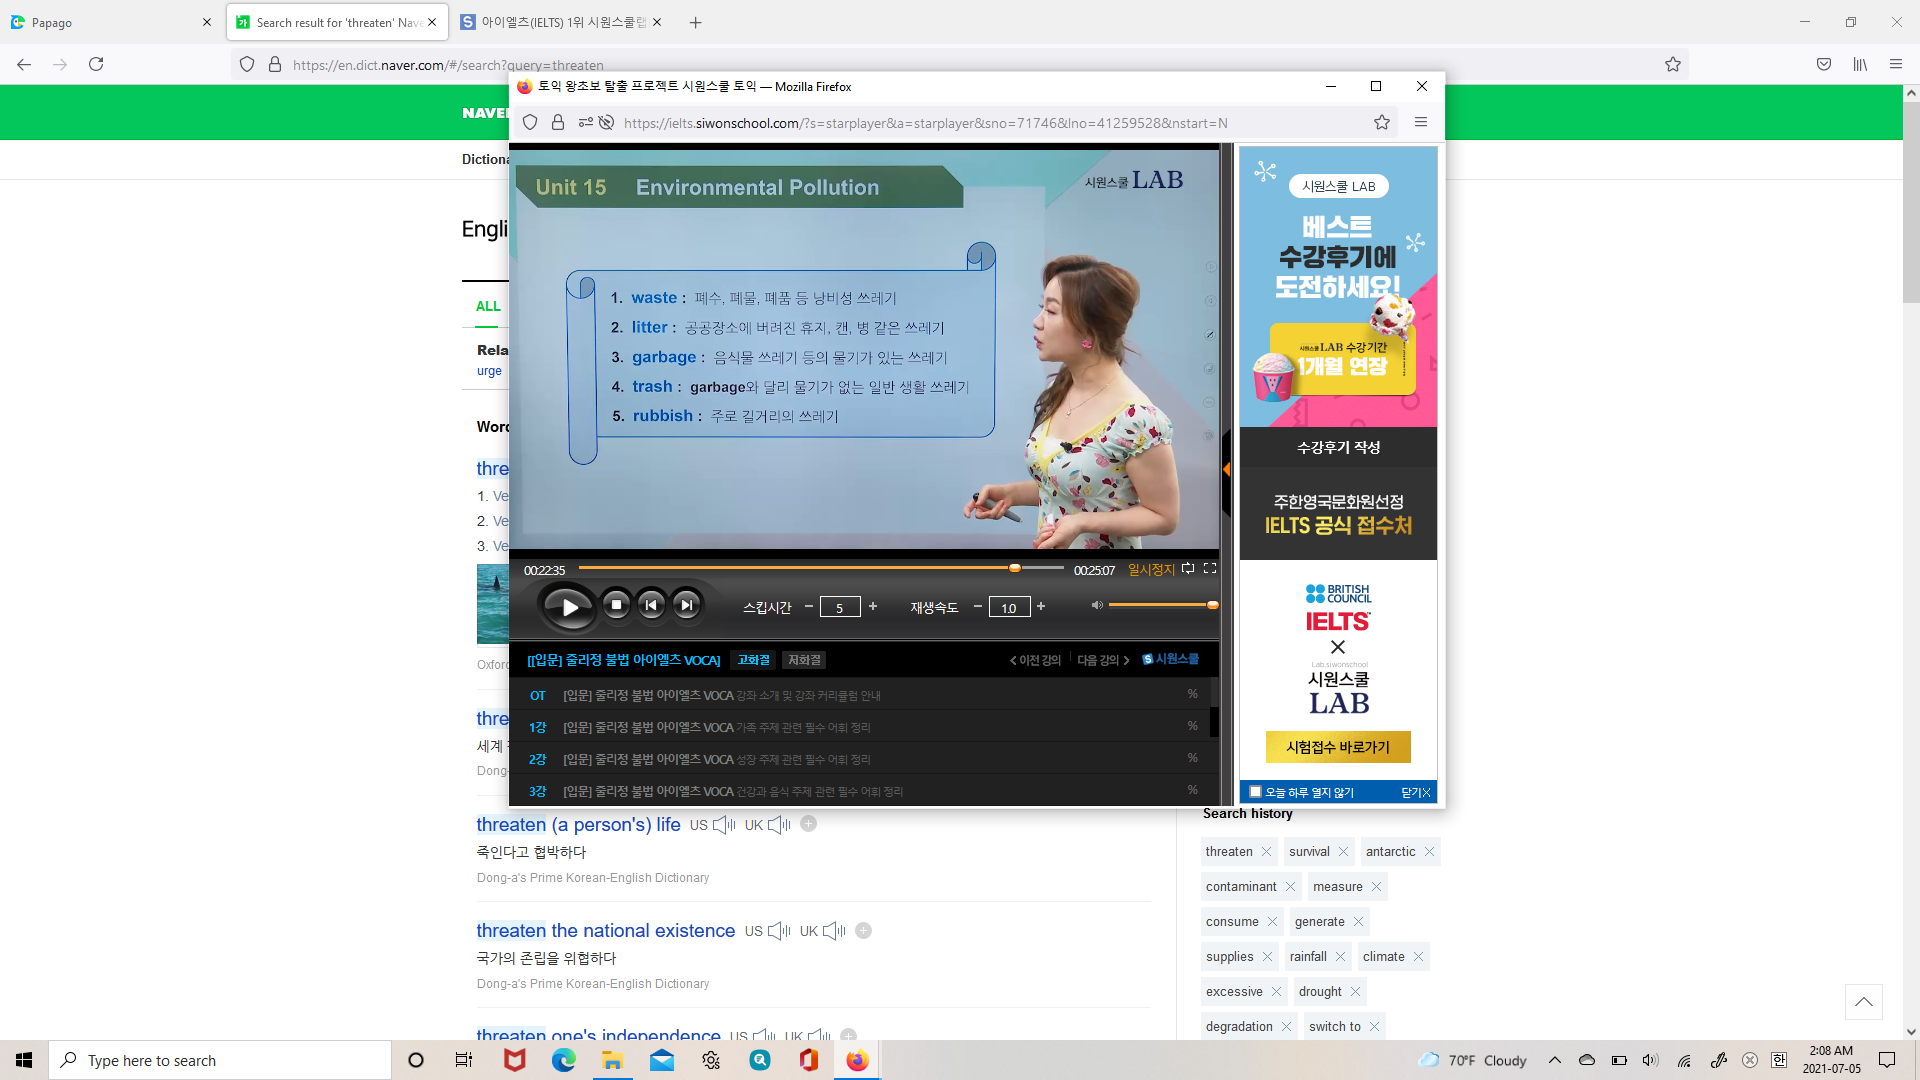 Papago
Search result for 'threaten' Nave
아이엘츠(IELTS) 1위 시원스쿨랩
https://en.dict.naver.com/#/search?query=threaten
토익 왕초보 탈출 프로젝트 시원스쿨 토익 — Mozilla Firefox
https://ielts.siwonschool.com/?s=starplayer&a=starplayer&sno=71746&lno=41259528&nstart=N
NAVE
Dictiona
Engli
ALL
Rela
urge
Word
thre
1. Ve
2. Ve
3. Ve
Oxfor
thre
세계
Dong-
Unit 15 Environmental Pollution
시원스쿨 LAB
1. waste : 폐수, 폐물, 폐품 등 낭비성 쓰레기
2. litter : 공공장소에 버려진 휴지, 캔, 병 같은 쓰레기
3. garbage : 음식물 쓰레기 등의 물기가 있는 쓰레기
4. trash : garbage와 달리 물기가 없는 일반 생활 쓰레기
5. rubbish : 주로 길거리의 쓰레기
00:22:35
00:25:07 일시정지
스킵시간 − 5 + 재생속도 − 1.0 +
[[입문] 줄리정 불법 아이엘츠 VOCA] 고화질 저화질
이전 강의 다음 강의 S 시원스쿨
OT [입문] 줄리정 불법 아이엘츠 VOCA 강좌 소개 및 강좌 커리큘럼 안내 %
1강 [입문] 줄리정 불법 아이엘츠 VOCA 가족 주제 관련 필수 어휘 정리 %
2강 [입문] 줄리정 불법 아이엘츠 VOCA 성장 주제 관련 필수 어휘 정리 %
3강 [입문] 줄리정 불법 아이엘츠 VOCA 건강과 음식 주제 관련 필수 어휘 정리 %
시원스쿨 LAB
베스트
수강후기에
도전하세요!
시원스쿨LAB 수강기간
1개월 연장
수강후기 작성
주한영국문화원선정
IELTS 공식 접수처
BRITISH
COUNCIL
IELTS™
Lab.siwonschool
시원스쿨
LAB
시험접수 바로가기
오늘 하루 열지 않기 닫기X
threaten (a person's) life US UK
죽인다고 협박하다
Dong-a's Prime Korean-English Dictionary
threaten the national existence US UK
국가의 존립을 위협하다
Dong-a's Prime Korean-English Dictionary
threaten one's independence US UK
Search history
threaten survival antarctic
contaminant measure
consume generate
supplies rainfall climate
excessive drought
degradation switch to
Type here to search
70°F Cloudy
한
2:08 AM
2021-07-05